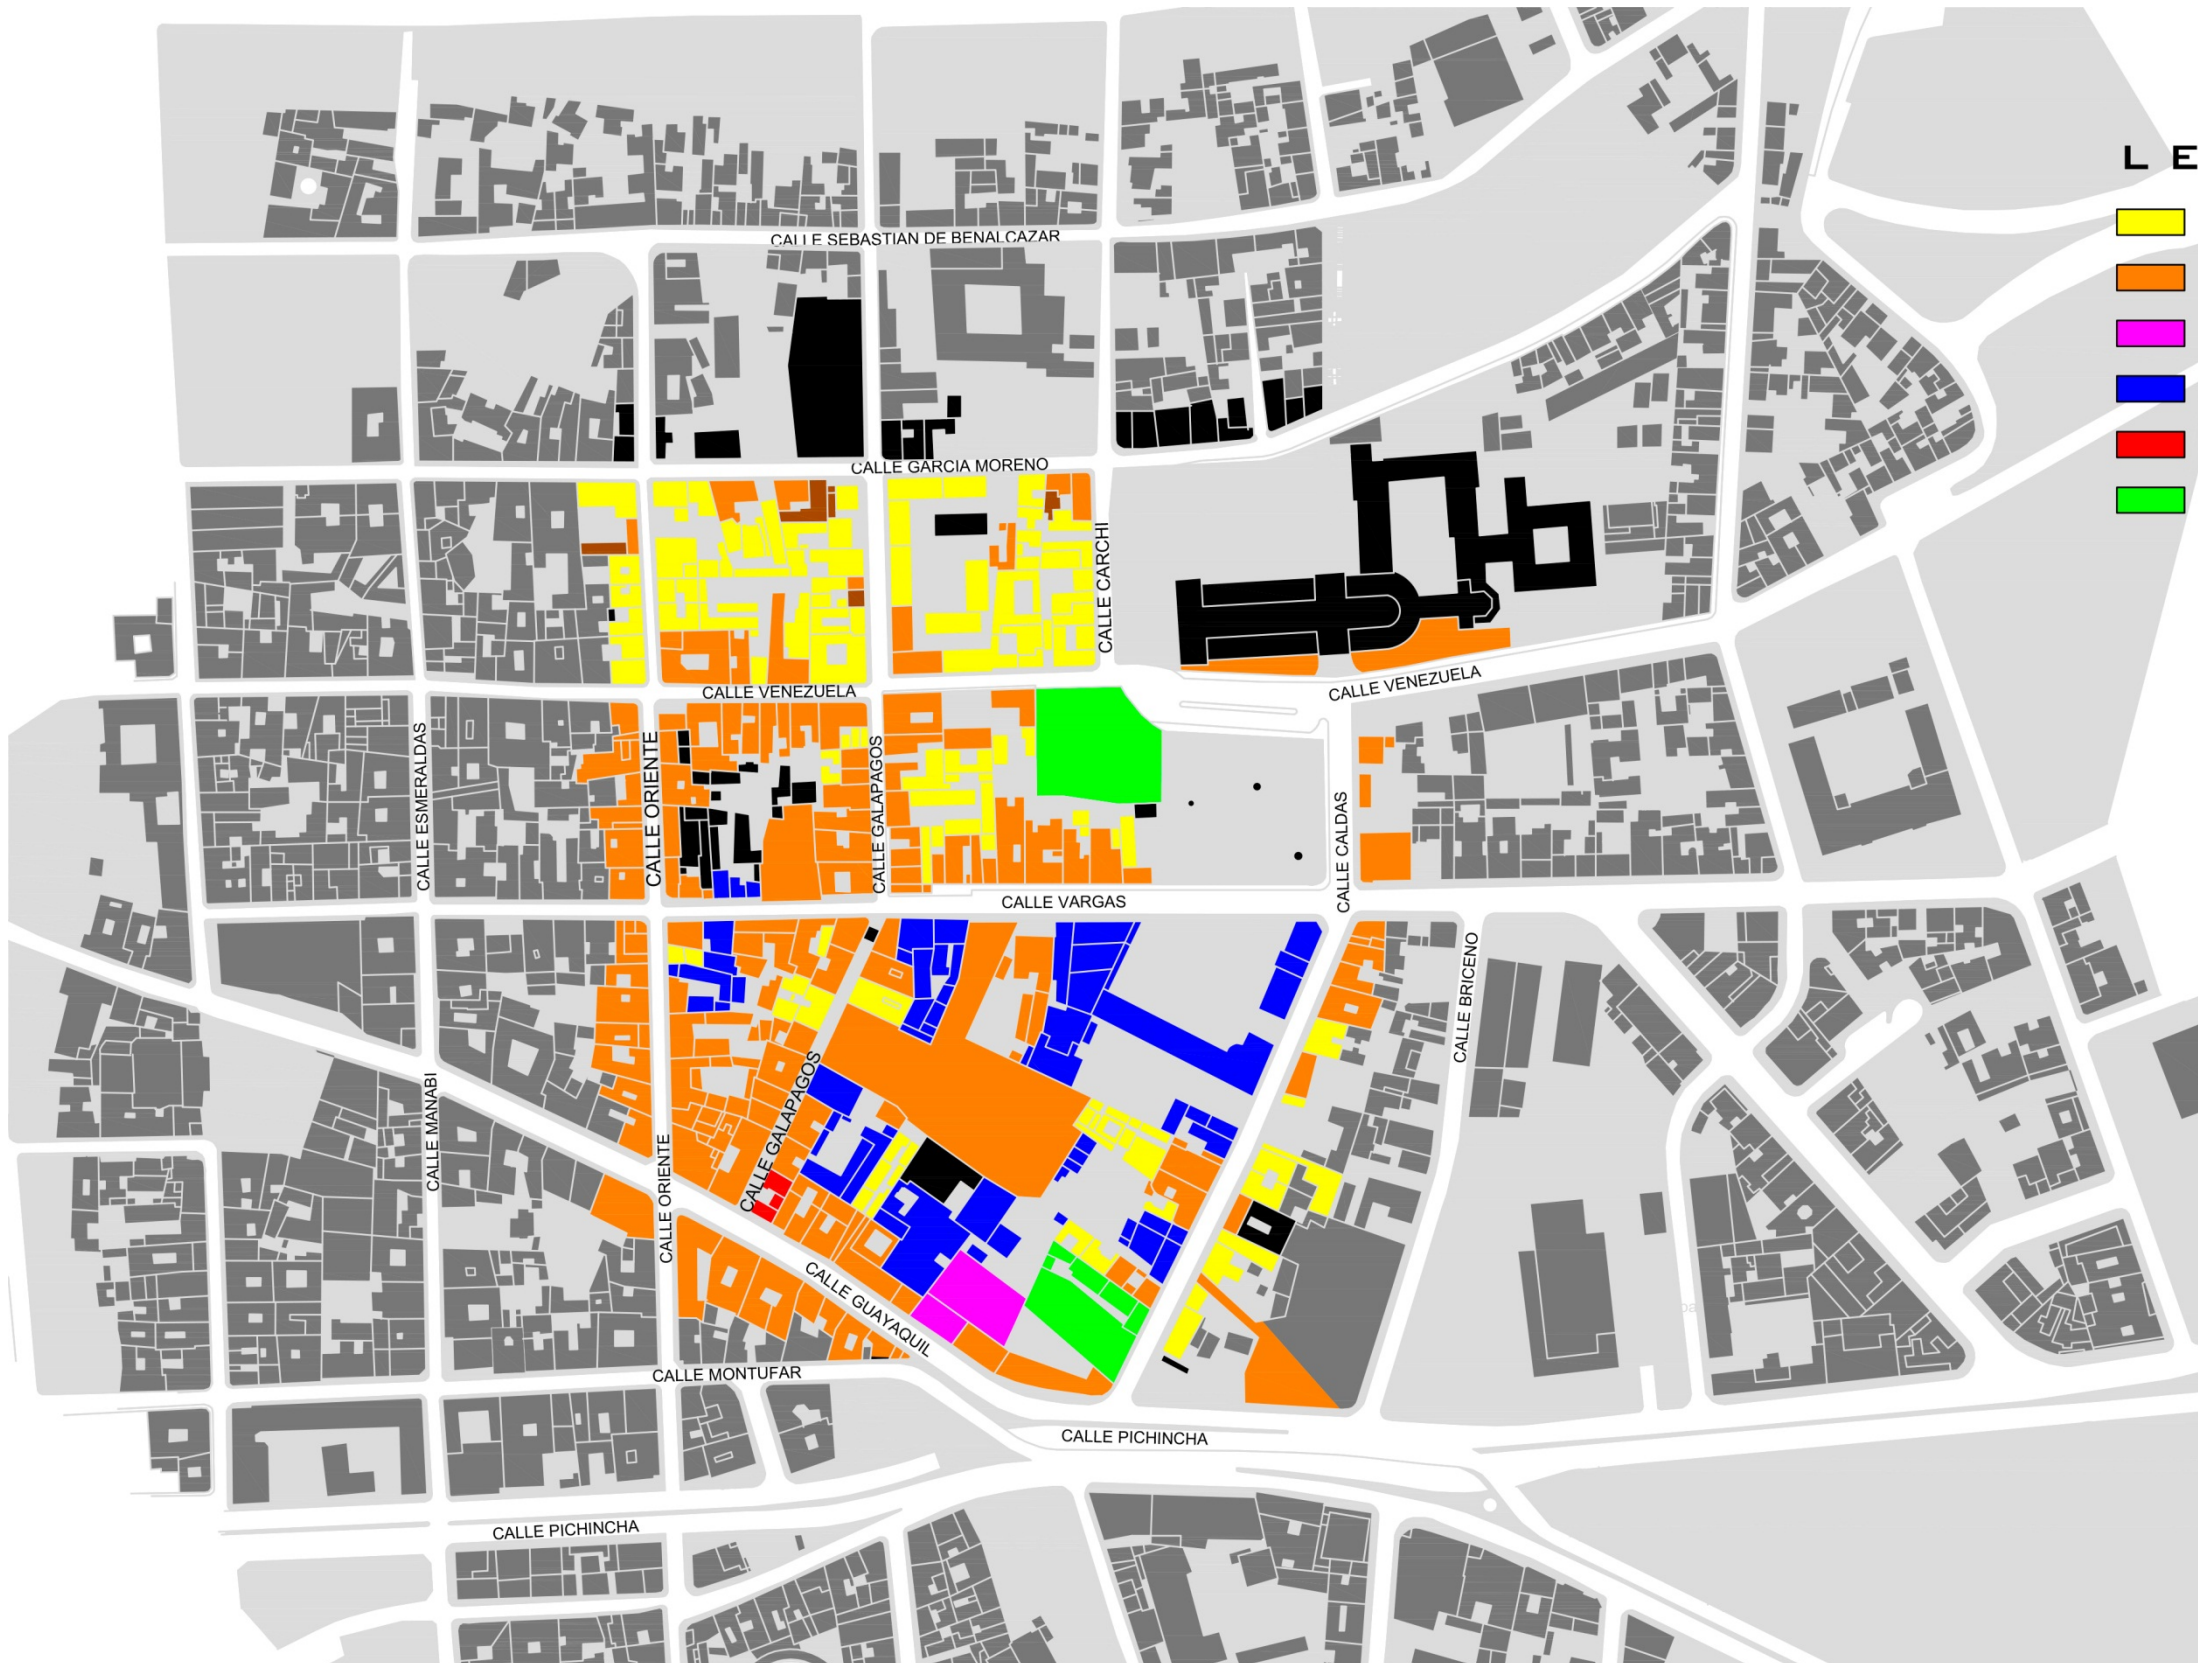 L E
CALLE SEBASTIAN DE BENALCAZAR
CALLE GARCIA MORENO
CALLE CARCHI
CALLE VENEZUELA
CALLE VENEZUELA
CALLE ESMERALDAS
CALLE ORIENTE
CALLE GALAPAGOS
CALLE CALDAS
CALLE VARGAS
CALLE BRICENO
CALLE MANABI
CALLE GALAPAGOS
CALLE ORIENTE
CALLE GUAYAQUIL
CALLE MONTUFAR
CALLE PICHINCHA
CALLE PICHINCHA